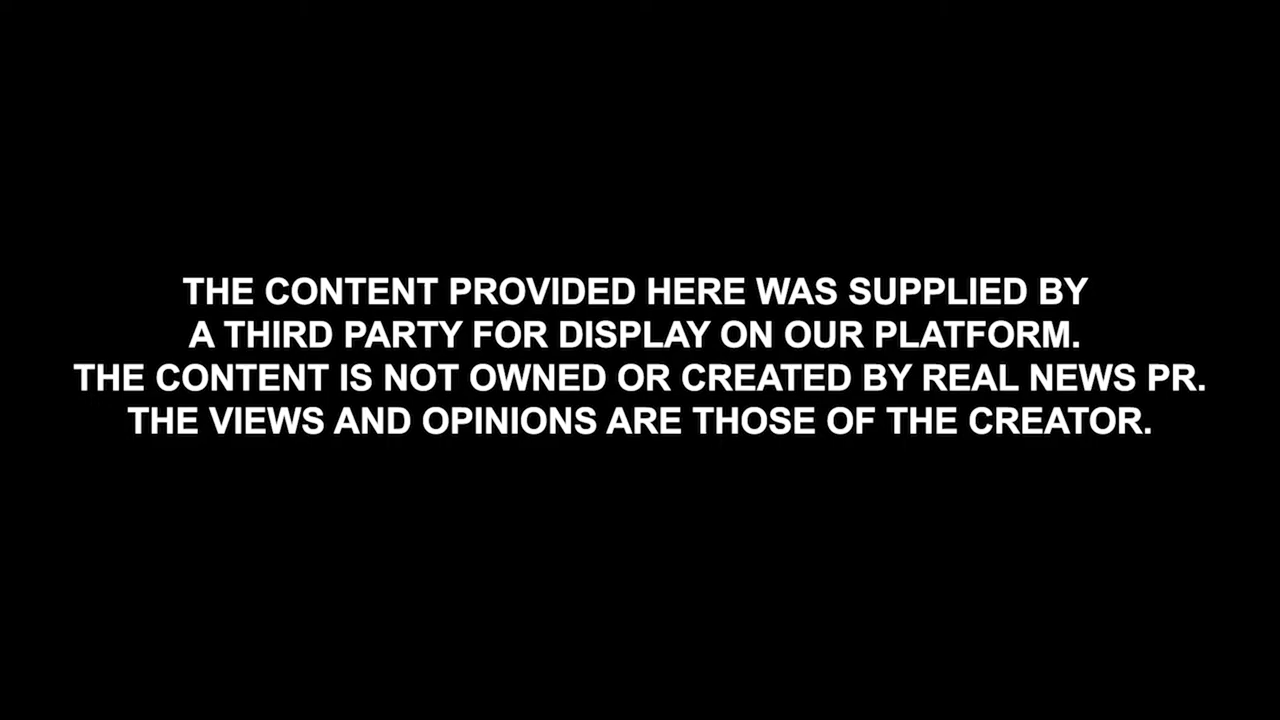 THE CONTENT PROVIDED HERE WAS SUPPLIED BY
A THIRD PARTY FOR DISPLAY ON OUR PLATFORM.
THE CONTENT IS NOT OWNED OR CREATED BY REAL NEWS PR.
THE VIEWS AND OPINIONS ARE THOSE OF THE CREATOR.